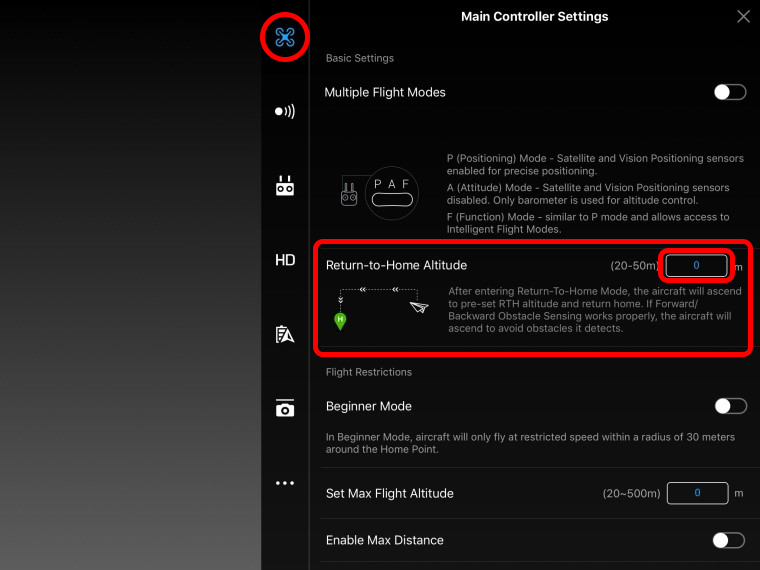 Main Controller Settings
Basic Settings
Multiple Flight Modes
P (Positioning) Mode - Satellite and Vision Positioning sensors
enabled for precise positioning.
A (Attitude) Mode - Satellite and Vision Positioning sensors
disabled. Only barometer is used for altitude control.
F (Function) Mode - similar to P mode and allows access to
Intelligent Flight Modes.
P A F
HD
Return-to-Home Altitude (20-50m) 0 m
After entering Return-To-Home Mode, the aircraft will ascend
to pre-set RTH altitude and return home. If Forward/
Backward Obstacle Sensing works properly, the aircraft will
ascend to avoid obstacles it detects.
H
Flight Restrictions
Beginner Mode
In Beginner Mode, aircraft will only fly at restricted speed within a radius of 30 meters
around the Home Point.
Set Max Flight Altitude (20~500m) 0 m
Enable Max Distance